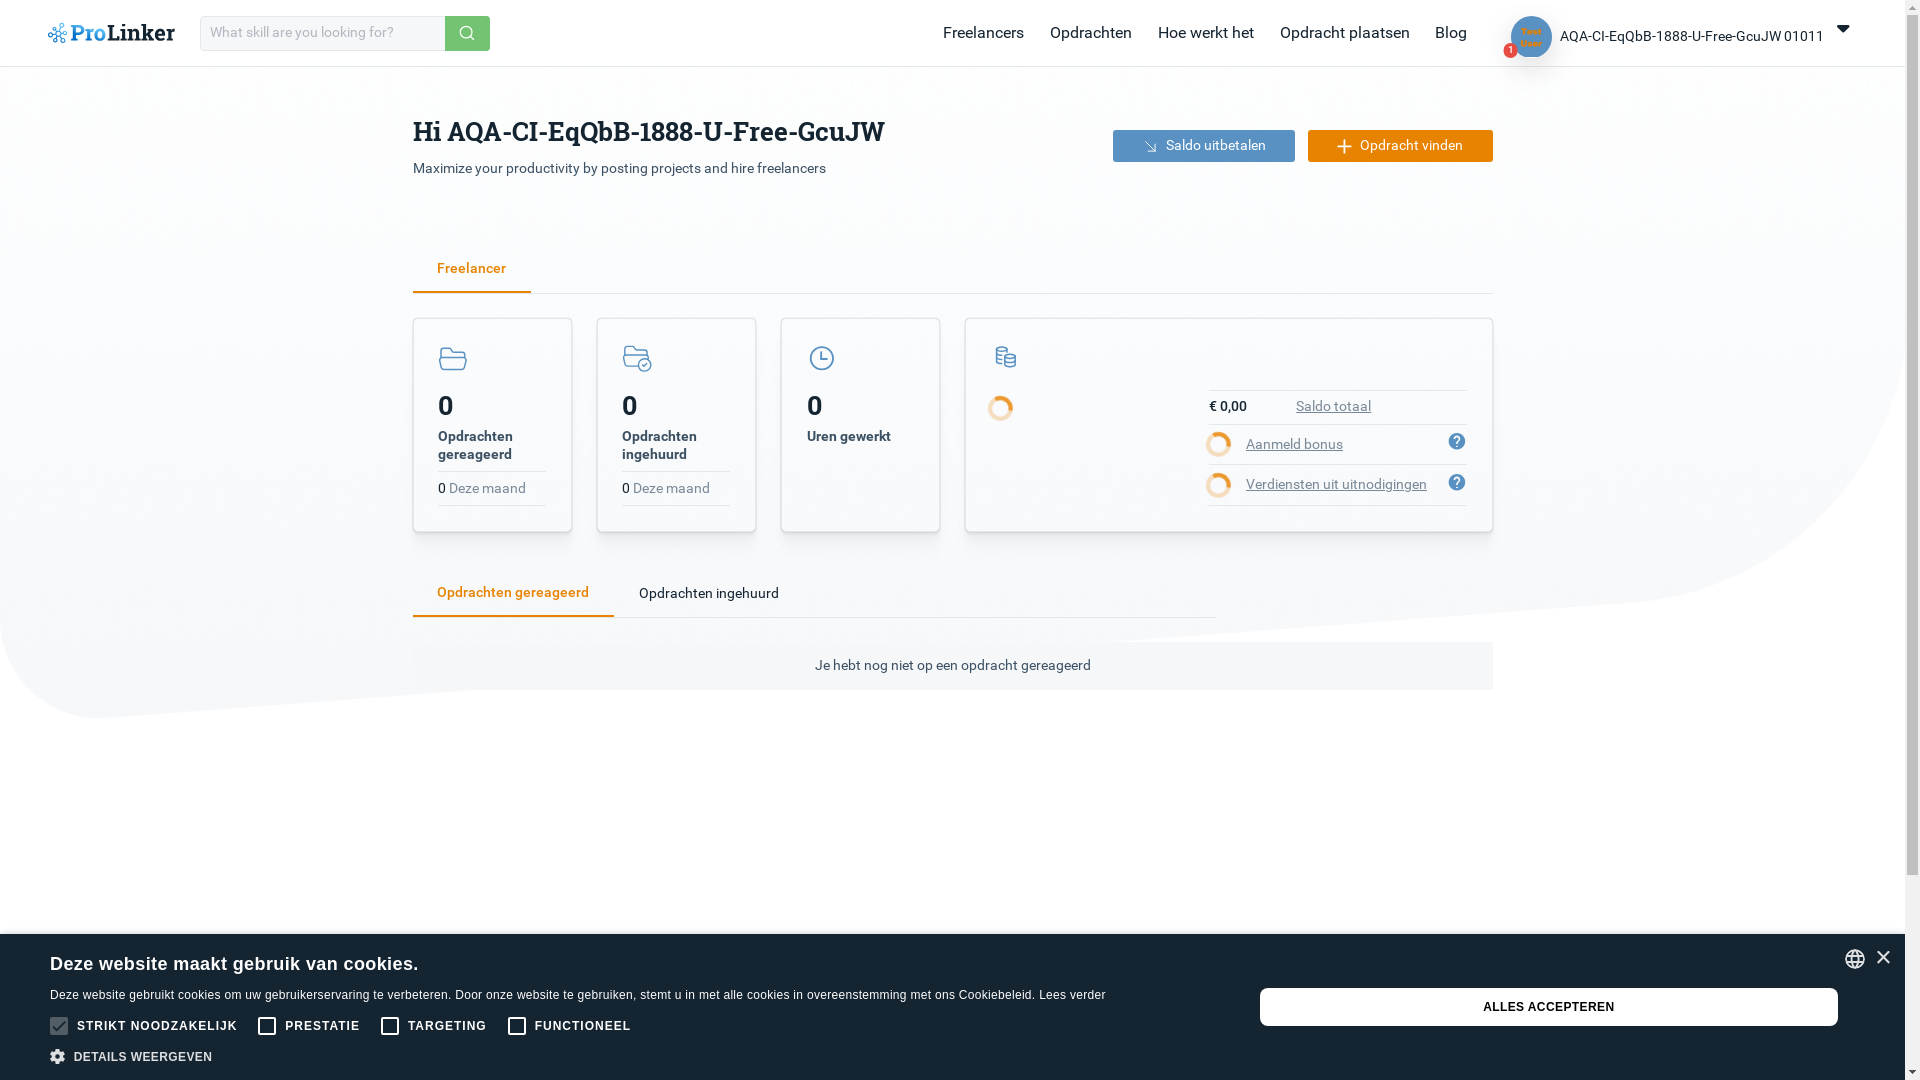 ProLinker
What skill are you looking for?
Freelancers
Opdrachten
Hoe werkt het
Opdracht plaatsen
Blog
Test
User
1
AQA-CI-EqQbB-1888-U-Free-GcuJW 01011
Hi AQA-CI-EqQbB-1888-U-Free-GcuJW
Maximize your productivity by posting projects and hire freelancers
Saldo uitbetalen
Opdracht vinden
Freelancer
0
Opdrachten
gereageerd
0 Deze maand
0
Opdrachten
ingehuurd
0 Deze maand
0
Uren gewerkt
€ 0,00 Saldo totaal
Aanmeld bonus
Verdiensten uit uitnodigingen
Opdrachten gereageerd
Opdrachten ingehuurd
Je hebt nog niet op een opdracht gereageerd
Deze website maakt gebruik van cookies.
Deze website gebruikt cookies om uw gebruikerservaring te verbeteren. Door onze website te gebruiken, stemt u in met alle cookies in overeenstemming met ons Cookiebeleid. Lees verder
STRIKT NOODZAKELIJK
PRESTATIE
TARGETING
FUNCTIONEEL
DETAILS WEERGEVEN
ALLES ACCEPTEREN